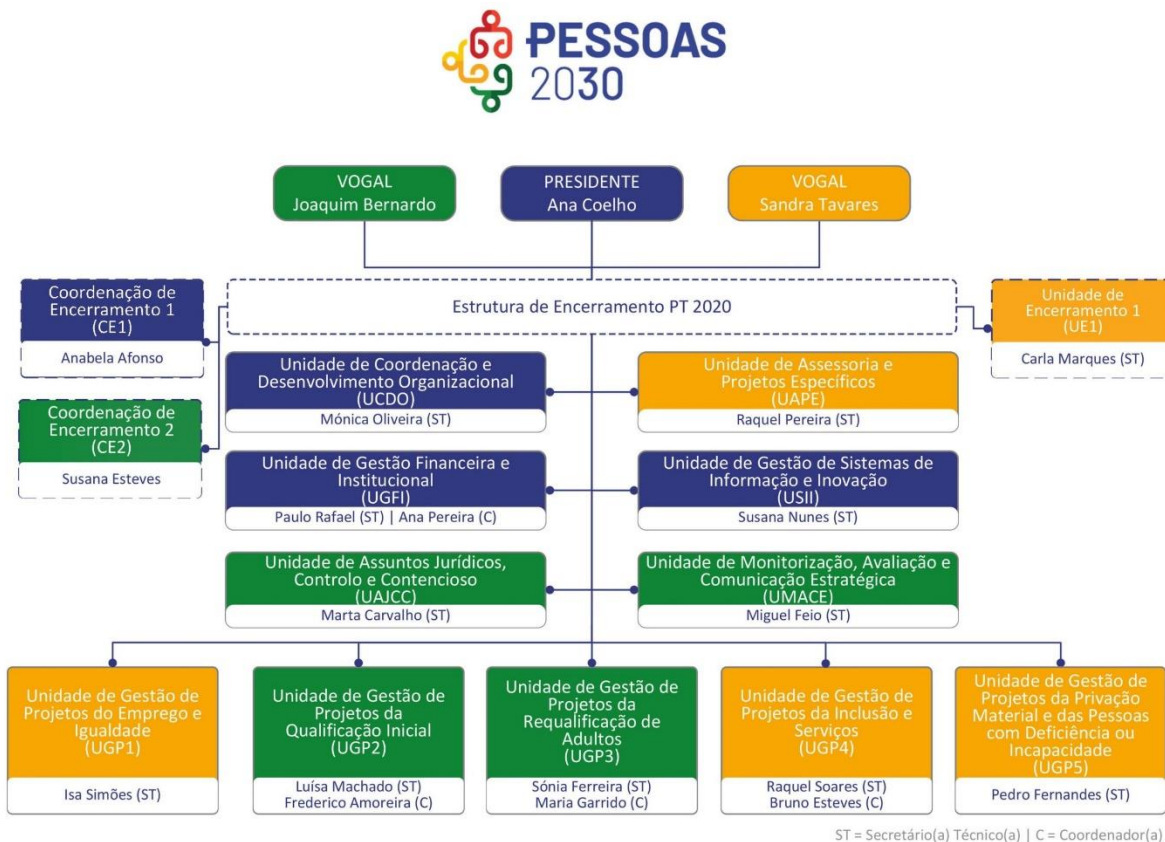 PESSOAS
2030
VOGAL
Joaquim Bernardo
PRESIDENTE
Ana Coelho
VOGAL
Sandra Tavares
Estrutura de Encerramento PT 2020
Coordenação de
Encerramento 1
(CE1)
Anabela Afonso
Coordenação de
Encerramento 2
(CE2)
Susana Esteves
Unidade de
Encerramento 1
(UE1)
Carla Marques (ST)
Unidade de Coordenação e
Desenvolvimento Organizacional
(UCDO)
Mónica Oliveira (ST)
Unidade de Assessoria e
Projetos Específicos
(UAPE)
Raquel Pereira (ST)
Unidade de Gestão Financeira e
Institucional
(UGFI)
Paulo Rafael (ST) | Ana Pereira (C)
Unidade de Gestão de Sistemas de
Informação e Inovação
(USII)
Susana Nunes (ST)
Unidade de Assuntos Jurídicos,
Controlo e Contencioso
(UAJCC)
Marta Carvalho (ST)
Unidade de Monitorização, Avaliação e
Comunicação Estratégica
(UMACE)
Miguel Feio (ST)
Unidade de Gestão de
Projetos do Emprego e
Igualdade
(UGP1)
Isa Simões (ST)
Unidade de Gestão de
Projetos da
Qualificação Inicial
(UGP2)
Luísa Machado (ST)
Frederico Amoreira (C)
Unidade de Gestão de
Projetos da
Requalificação de
Adultos
(UGP3)
Sónia Ferreira (ST)
Maria Garrido (C)
Unidade de Gestão de
Projetos da Inclusão e
Serviços
(UGP4)
Raquel Soares (ST)
Bruno Esteves (C)
Unidade de Gestão de
Projetos da Privação
Material e das Pessoas
com Deficiência ou
Incapacidade
(UGP5)
Pedro Fernandes (ST)
ST = Secretário(a) Técnico(a) | C = Coordenador(a)